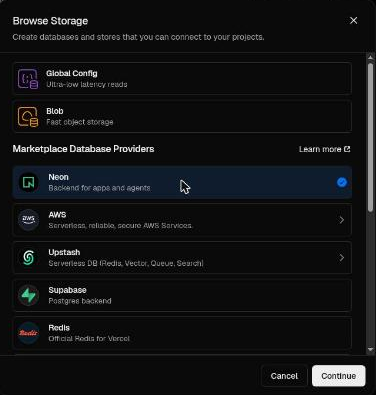 Browse Storage
Create databases and stores that you can connect to your projects.
Global Config
Ultra-low latency reads
Blob
Fast object storage
Marketplace Database Providers
Learn more
Neon
Backend for apps and agents
aws
AWS
Serverless, reliable, secure AWS Services.
Upstash
Serverless DB (Redis, Vector, Queue, Search)
Supabase
Postgres backend
Redis
Redis
Official Redis for Vercel
Cancel
Continue